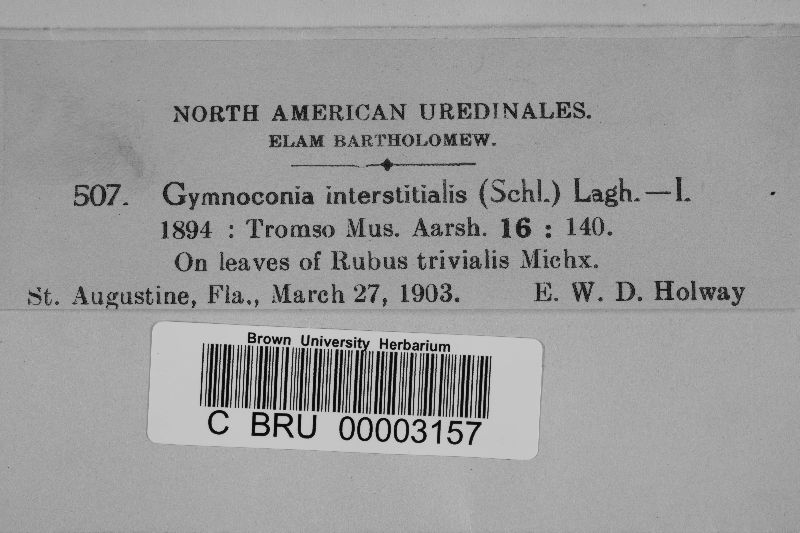 NORTH AMERICAN UREDINALES.
ELAM BARTHOLOMEW.
507. Gymnoconia interstitialis (Schl.) Lagh.—I.
1894 : Tromso Mus. Aarsh. 16 : 140.
On leaves of Rubus trivialis Michx.
St. Augustine, Fla., March 27, 1903. E. W. D. Holway
Brown University Herbarium
C BRU 00003157